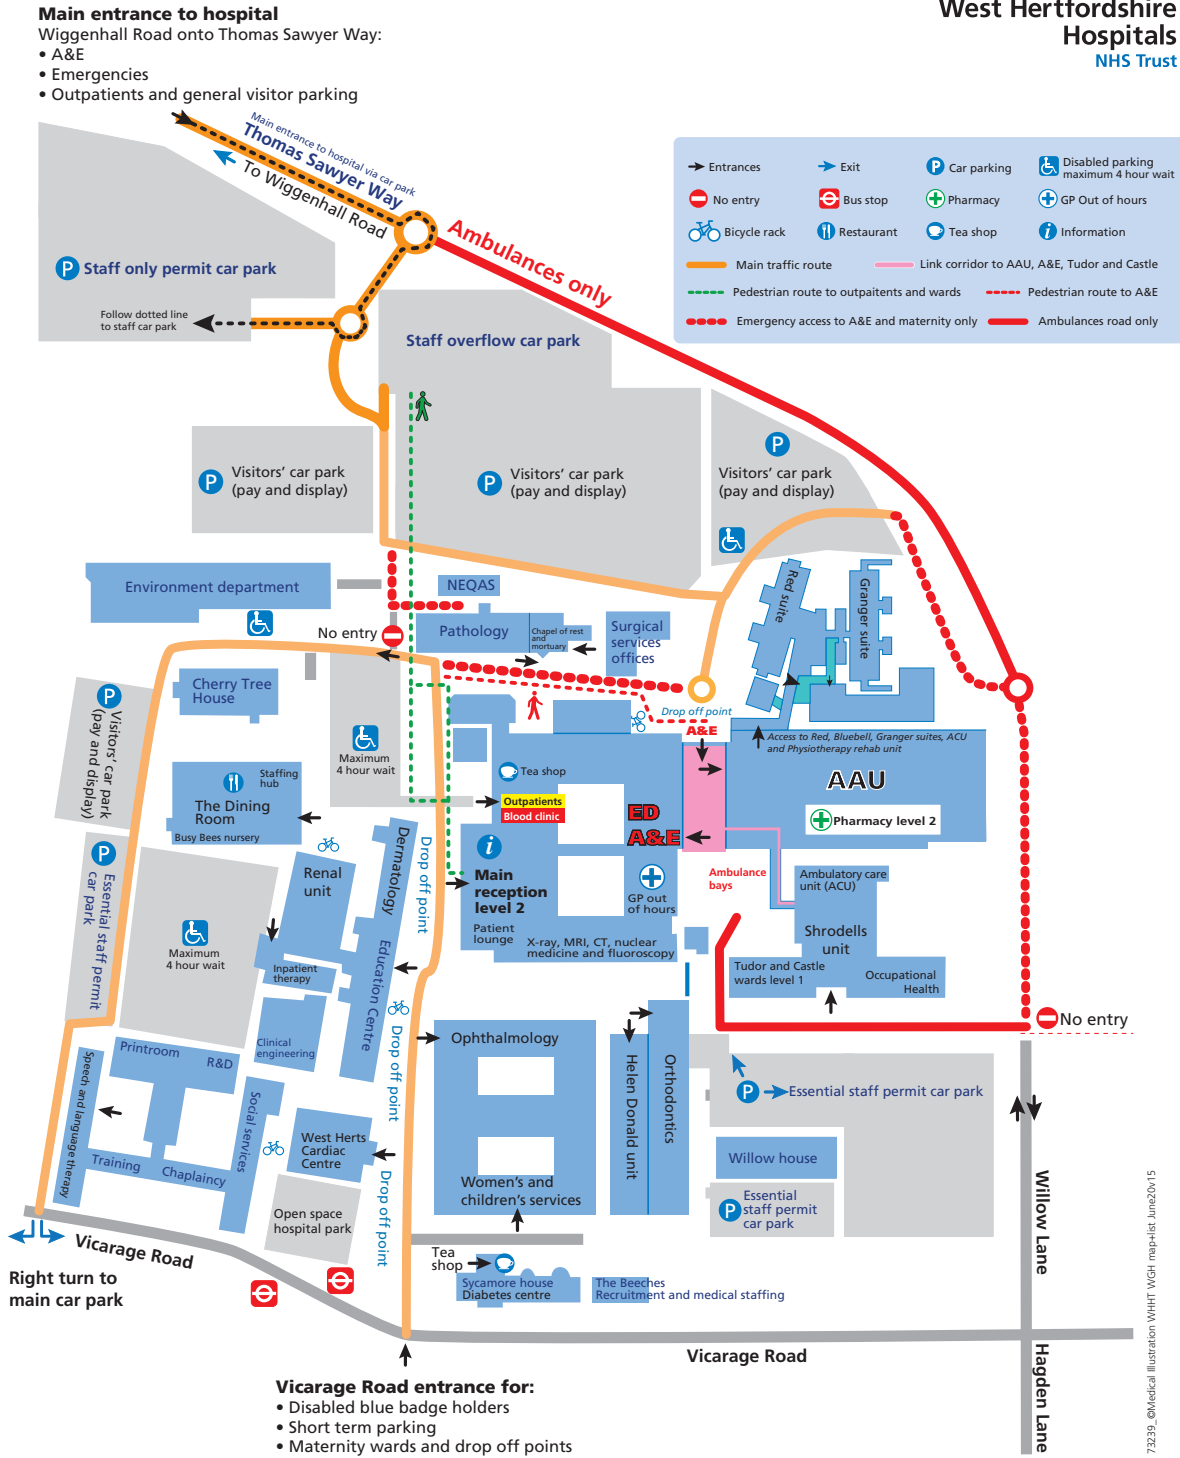 Main entrance to hospital
Wiggenhall Road onto Thomas Sawyer Way:
• A&E
• Emergencies
• Outpatients and general visitor parking
West Hertfordshire
Hospitals
NHS Trust
Entrances
Exit
P
Car parking
Disabled parking
maximum 4 hour wait
No entry
Bus stop
Pharmacy
GP Out of hours
Bicycle rack
Restaurant
Tea shop
i
Information
Main traffic route
Link corridor to AAU, A&E, Tudor and Castle
Pedestrian route to outpaitents and wards
Pedestrian route to A&E
Emergency access to A&E and maternity only
Ambulances road only
Main entrance to hospital via car park
Thomas Sawyer Way
To Wiggenhall Road
Ambulances only
P
Staff only permit car park
Follow dotted line
to staff car park
Staff overflow car park
P
Visitors' car park
(pay and display)
P
Visitors' car park
(pay and display)
P
Visitors' car park
(pay and display)
Environment department
NEQAS
No entry
Pathology
Chapel of rest
and
mortuary
Surgical
services
offices
Red suite
Granger suite
Cherry Tree
House
P
Visitors' car park
(pay and display)
Maximum
4 hour wait
Drop off point
A&E
Access to Red, Bluebell, Granger suites, ACU
and Physiotherapy rehab unit
Tea shop
Staffing
hub
The Dining
Room
Busy Bees nursery
Outpatients
Blood clinic
ED
A&E
AAU
Pharmacy level 2
P
Essential staff permit
car park
Renal
unit
Dermatology
Drop off point
i
Main
reception
level 2
Patient
lounge
GP out
of hours
Ambulance
bays
Ambulatory care
unit (ACU)
Shrodells
unit
X-ray, MRI, CT, nuclear
medicine and fluoroscopy
Tudor and Castle
wards level 1
Occupational
Health
Maximum
4 hour wait
Inpatient
therapy
Education Centre
Clinical
engineering
Drop off point
No entry
Printroom
R&D
Speech and language therapy
Ophthalmology
Helen Donald unit
Orthodontics
P
Essential staff permit car park
Social services
West Herts
Cardiac
Centre
Training
Chaplaincy
Willow house
Women's and
children's services
P
Essential
staff permit
car park
Open space
hospital park
Drop off point
Willow Lane
Vicarage Road
Right turn to
main car park
Tea
shop
Sycamore house
Diabetes centre
The Beeches
Recruitment and medical staffing
Vicarage Road
Hagden Lane
Vicarage Road entrance for:
• Disabled blue badge holders
• Short term parking
• Maternity wards and drop off points
73239_©Medical Illustration WHHT WGH map+list June20v15